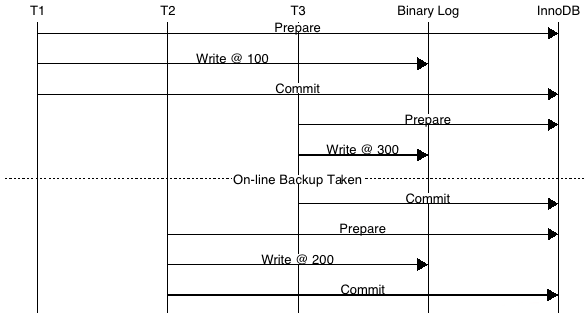 T1 T2 T3 Binary Log InnoDB
Prepare
Write @ 100
Commit
Prepare
Write @ 300
On-line Backup Taken
Commit
Prepare
Write @ 200
Commit